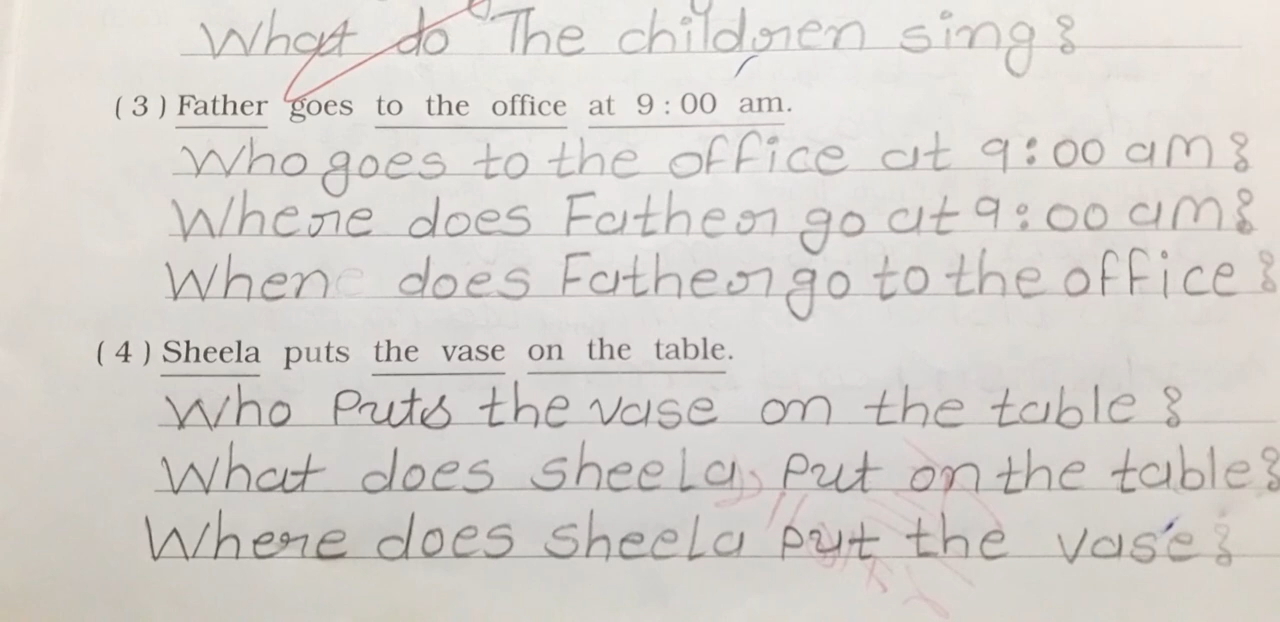 What do The children sing?
(3) Father goes to the office at 9:00 am.
Who goes to the office at 9:00 am?
Where does Father go at 9:00 am?
When does Father go to the office?
(4) Sheela puts the vase on the table.
Who Puts the vase on the table?
What does sheela put on the table?
Where does sheela put the vase?